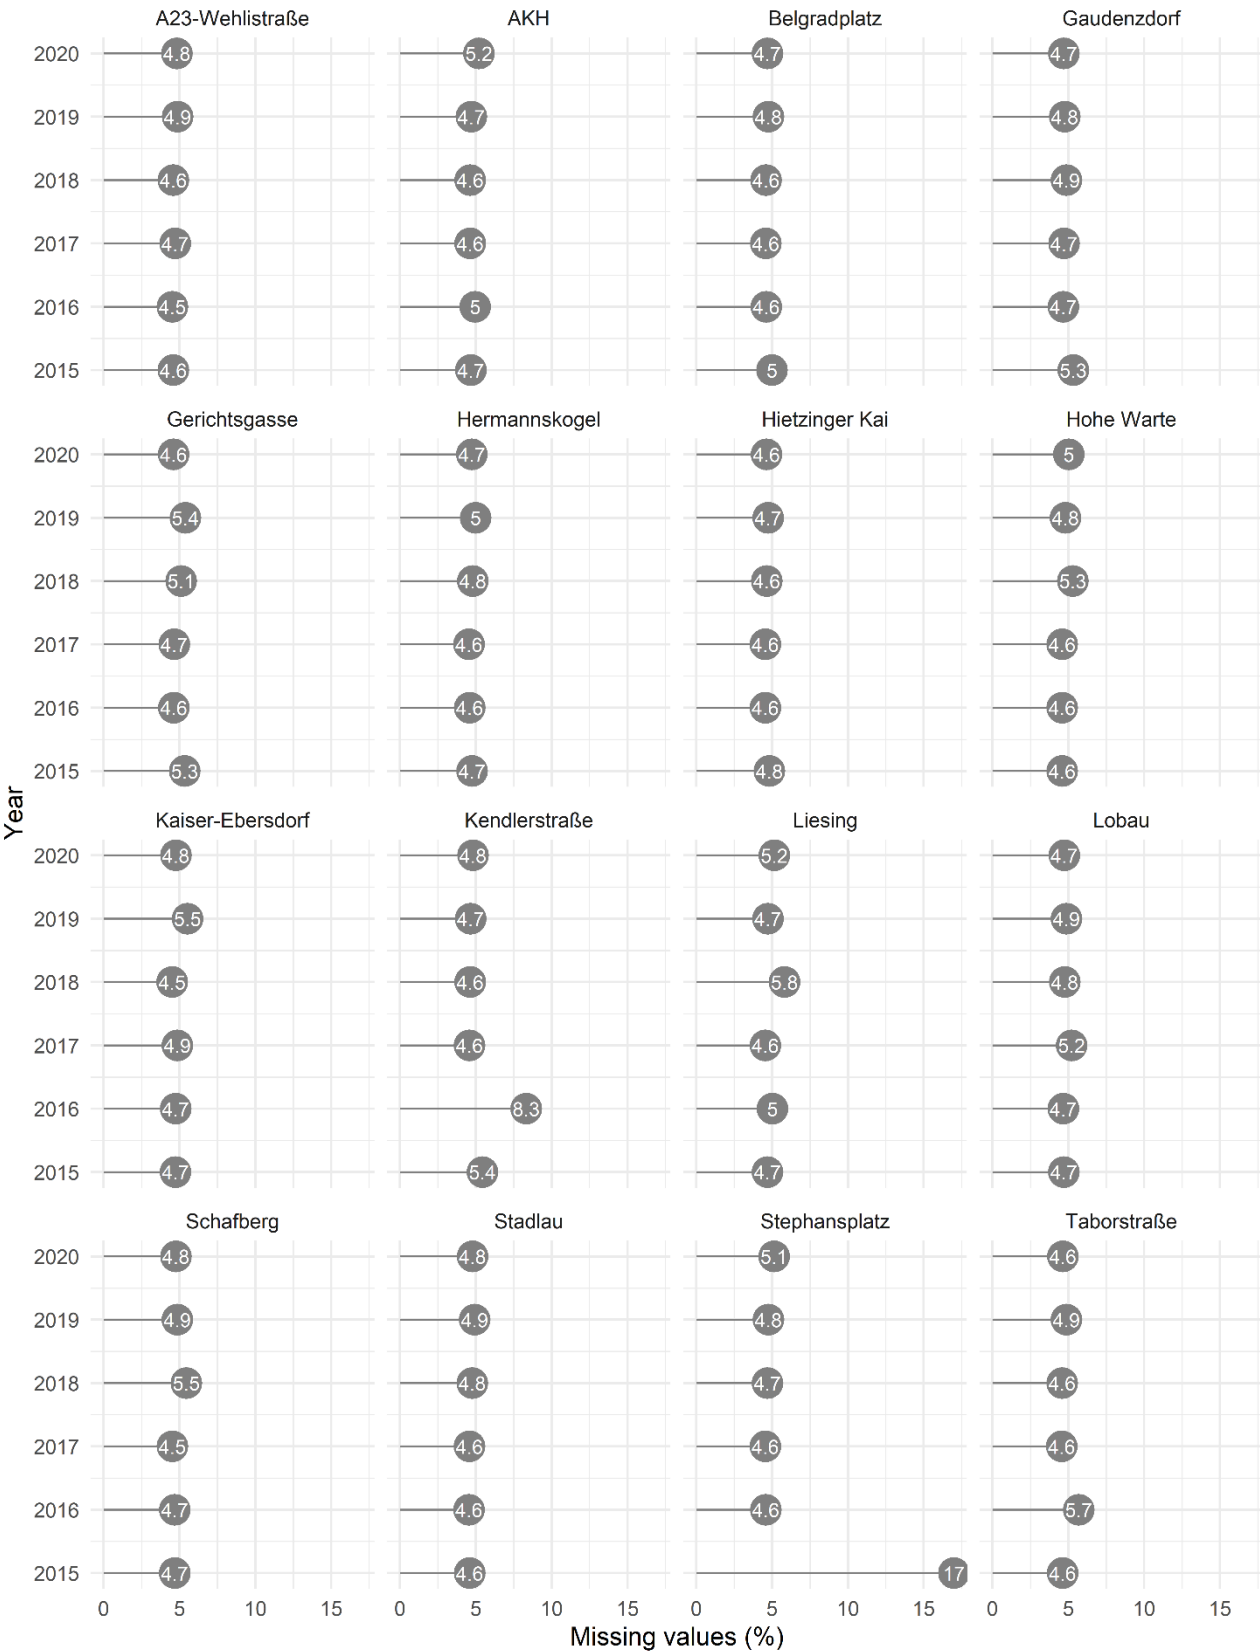 A23-Wehlistraße AKH Belgradplatz Gaudenzdorf
2020 4.8 5.2 4.7 4.7
2019 4.9 4.7 4.8 4.8
2018 4.6 4.6 4.6 4.9
2017 4.7 4.6 4.6 4.7
2016 4.5 5 4.6 4.7
2015 4.6 4.7 5 5.3
Gerichtsgasse Hermannskogel Hietzinger Kai Hohe Warte
2020 4.6 4.7 4.6 5
2019 5.4 5 4.7 4.8
2018 5.1 4.8 4.6 5.3
2017 4.7 4.6 4.6 4.6
2016 4.6 4.6 4.6 4.6
2015 5.3 4.7 4.8 4.6
Year
Kaiser-Ebersdorf Kendlerstraße Liesing Lobau
2020 4.8 4.8 5.2 4.7
2019 5.5 4.7 4.7 4.9
2018 4.5 4.6 5.8 4.8
2017 4.9 4.6 4.6 5.2
2016 4.7 8.3 5 4.7
2015 4.7 5.4 4.7 4.7
Schafberg Stadlau Stephansplatz Taborstraße
2020 4.8 4.8 5.1 4.6
2019 4.9 4.9 4.8 4.9
2018 5.5 4.8 4.7 4.6
2017 4.5 4.6 4.6 4.6
2016 4.7 4.6 4.6 5.7
2015 4.7 4.6 17 4.6
0 5 10 15 0 5 10 15 0 5 10 15 0 5 10 15
Missing values (%)